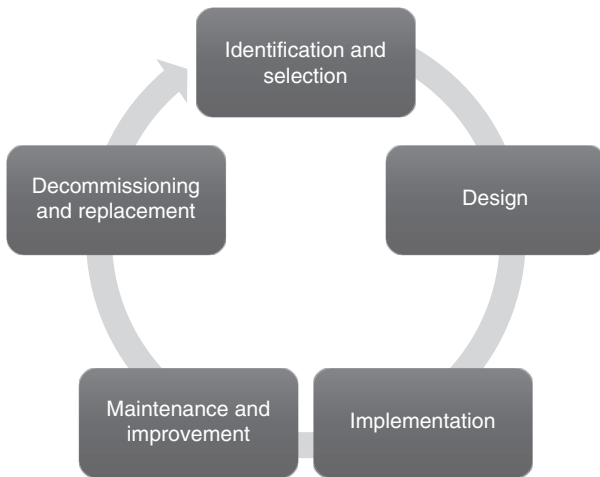 Identification and
selection
Design
Implementation
Maintenance and
improvement
Decommissioning
and replacement